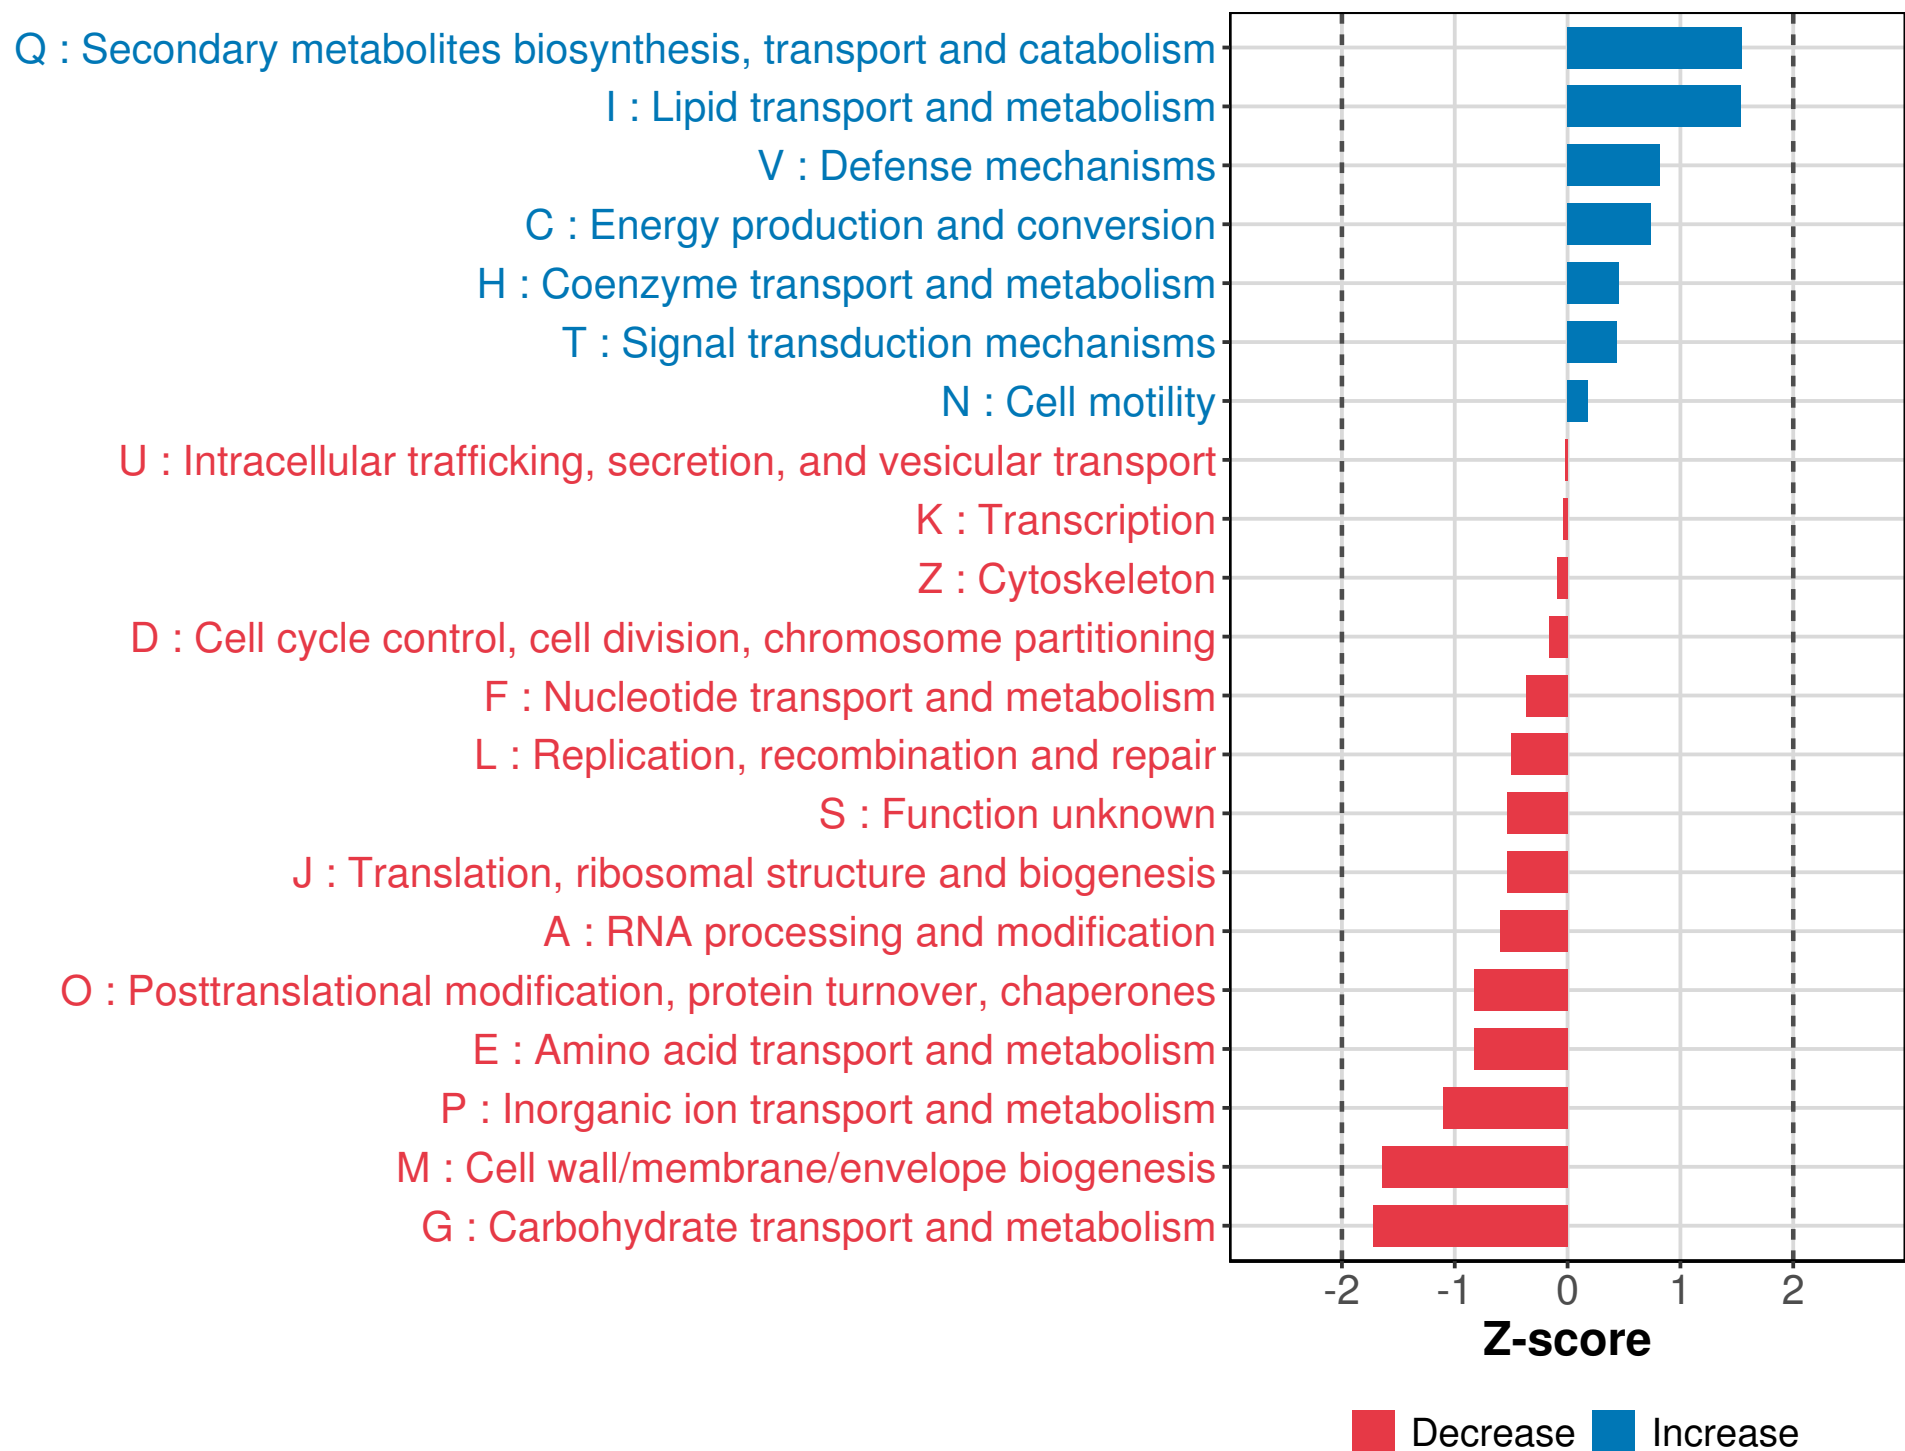 Q : Secondary metabolites biosynthesis, transport and catabolism
I : Lipid transport and metabolism
V : Defense mechanisms
C : Energy production and conversion
H : Coenzyme transport and metabolism
T : Signal transduction mechanisms
N : Cell motility
U : Intracellular trafficking, secretion, and vesicular transport
K : Transcription
Z : Cytoskeleton
D : Cell cycle control, cell division, chromosome partitioning
F : Nucleotide transport and metabolism
L : Replication, recombination and repair
S : Function unknown
J : Translation, ribosomal structure and biogenesis
A : RNA processing and modification
O : Posttranslational modification, protein turnover, chaperones
E : Amino acid transport and metabolism
P : Inorganic ion transport and metabolism
M : Cell wall/membrane/envelope biogenesis
G : Carbohydrate transport and metabolism
-2 -1 0 1 2
Z-score
Decrease Increase